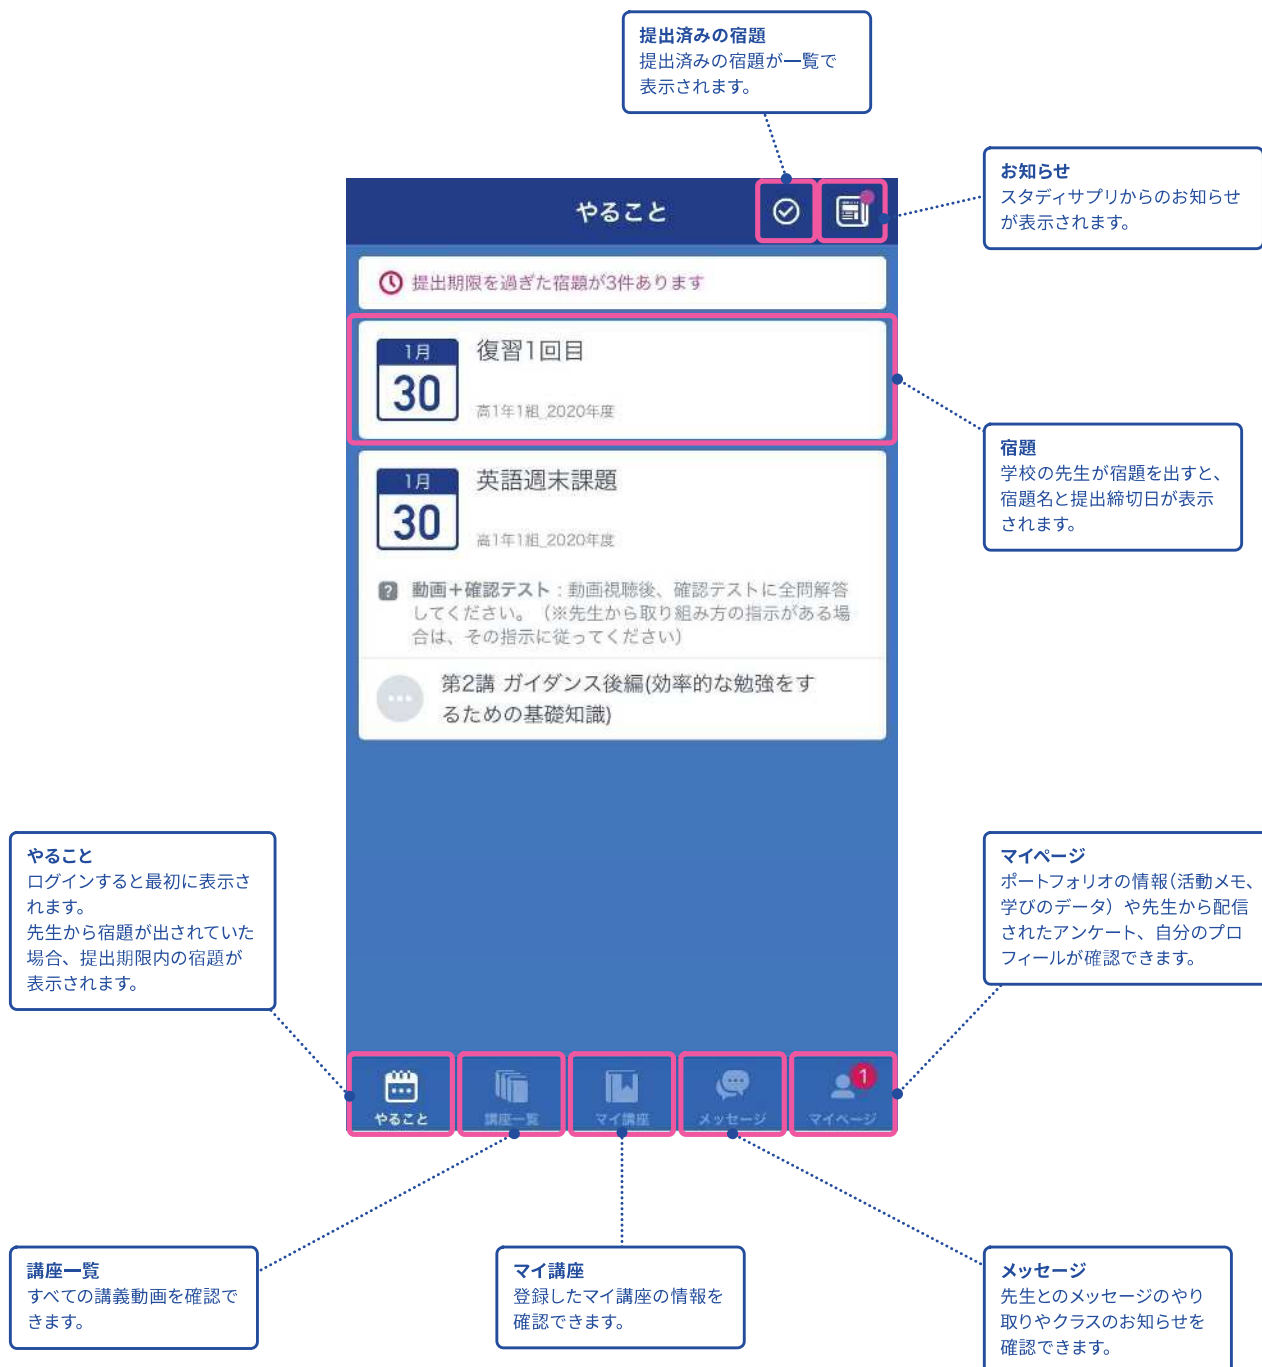 提出済みの宿題
提出済みの宿題が一覧で
表示されます。
お知らせ
スタディサプリからのお知らせ
が表示されます。
やること
提出期限を過ぎた宿題が3件あります
1月
30
復習1回目
高1年1組_2020年度
宿題
学校の先生が宿題を出すと、
宿題名と提出締切日が表示
されます。
1月
30
英語週末課題
高1年1組_2020年度
? 動画＋確認テスト：動画視聴後、確認テストに全問解答
してください。（※先生から取り組み方の指示がある場
合は、その指示に従ってください）
第2講 ガイダンス後編(効率的な勉強をす
るための基礎知識)
やること
ログインすると最初に表示さ
れます。
先生から宿題が出されていた
場合、提出期限内の宿題が
表示されます。
マイページ
ポートフォリオの情報（活動メモ、
学びのデータ）や先生から配信
されたアンケート、自分のプロ
フィールが確認できます。
やること
講座一覧
マイ講座
メッセージ
1
マイページ
講座一覧
すべての講義動画を確認で
きます。
マイ講座
登録したマイ講座の情報を
確認できます。
メッセージ
先生とのメッセージのやり
取りやクラスのお知らせを
確認できます。